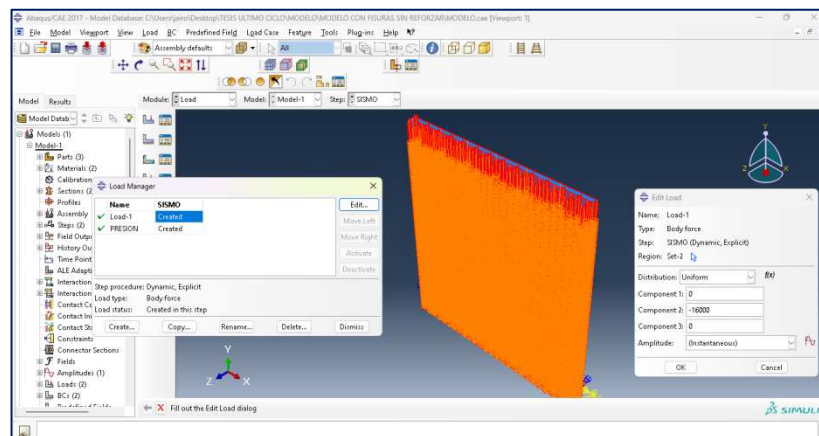 Abaqus/CAE 2017 - Model Database: C:\Users\jairo\Desktop\TESIS ULTIMO CICLO\MODELO\MODELO CON FISURAS SIN REFORZAR\MODELO.cae [Viewport: 1]
File Model Viewport View Load BC Predefined Field Load Case Feature Tools Plug-ins Help
Assembly defaults All
Model Results Module: Load Model: Model-1 Step: SISMO
Model Datab
Models (1)
Model-1
Parts (3)
Materials (2)
Calibration
Sections (2
Profiles
Assembly
Steps (2)
Field Outpu
History Ou
Time Point
ALE Adapti
Interaction
Interaction
Contact Co
Contact Ini
Contact Sta
Constraints
Connector Sections
Fields
Amplitudes (1)
Loads (2)
BCs (2)
Predefined Fields
Load Manager
Name SISMO
Load-1 Created
PRESION Created
Edit...
Move Left
Move Right
Activate
Deactivate
Step procedure: Dynamic, Explicit
Load type: Body force
Load status: Created in this step
Create... Copy... Rename... Delete... Dismiss
Y
Z X
Y
Z X
Edit Load
Name: Load-1
Type: Body force
Step: SISMO (Dynamic, Explicit)
Region: Set-2
Distribution: Uniform f(x)
Component 1: 0
Component 2: -16000
Component 3: 0
Amplitude: (Instantaneous)
OK Cancel
Fill out the Edit Load dialog
SIMULI